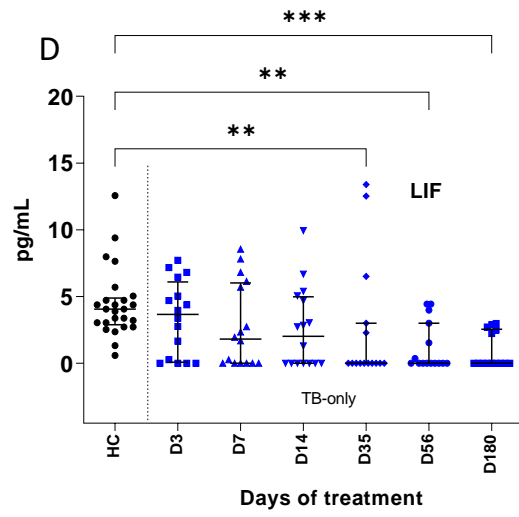 D
***
**
**
20
15
10
5
0
pg/mL
LIF
TB-only
HC
D3
D7
D14
D35
D56
D180
Days of treatment